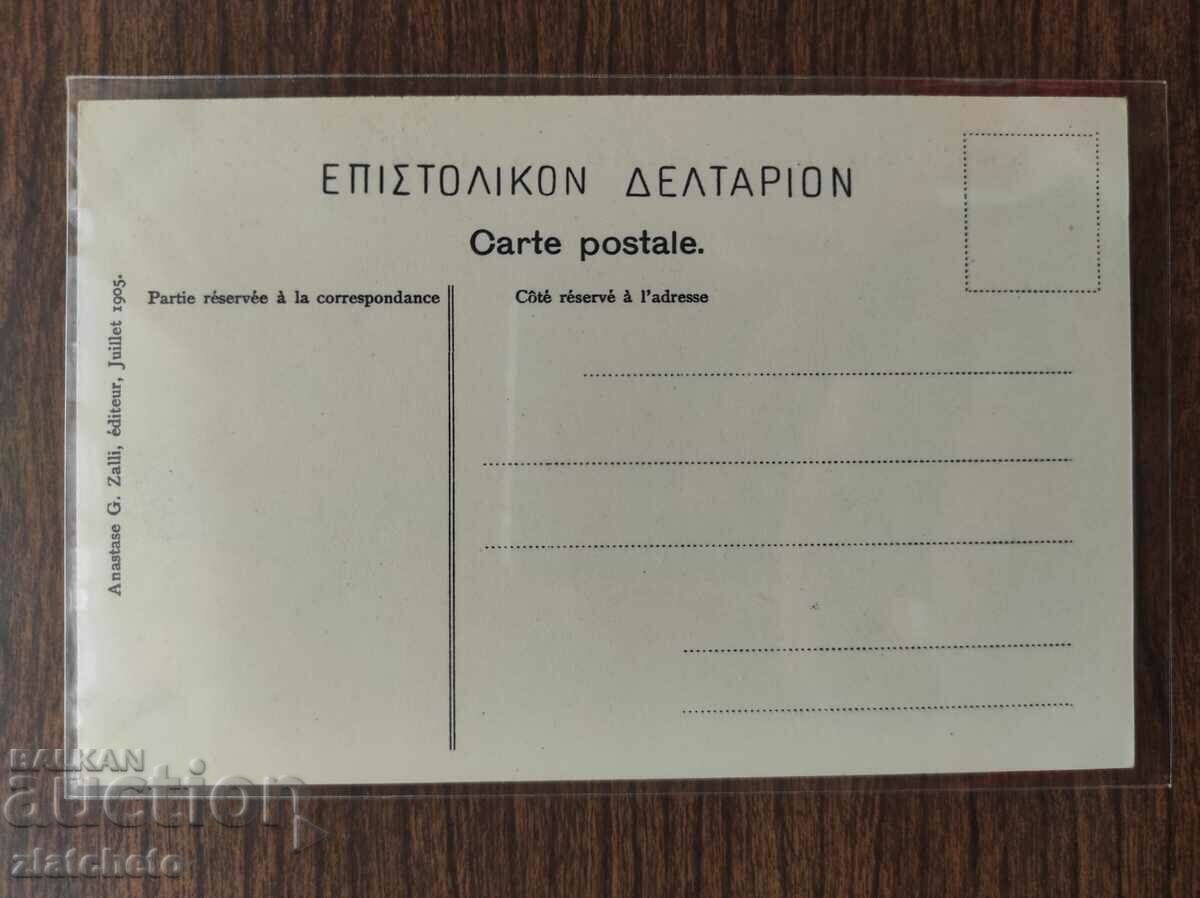 ΕΠΙΣΤΟΛΙΚΟΝ ΔΕΛΤΑΡΙΟΝ
Carte postale.
Partie réservée à la correspondance
Côté réservé à l'adresse
Anastase G. Zalli, éditeur, Juillet 1905.
BALKAN
auction
zlatcheto